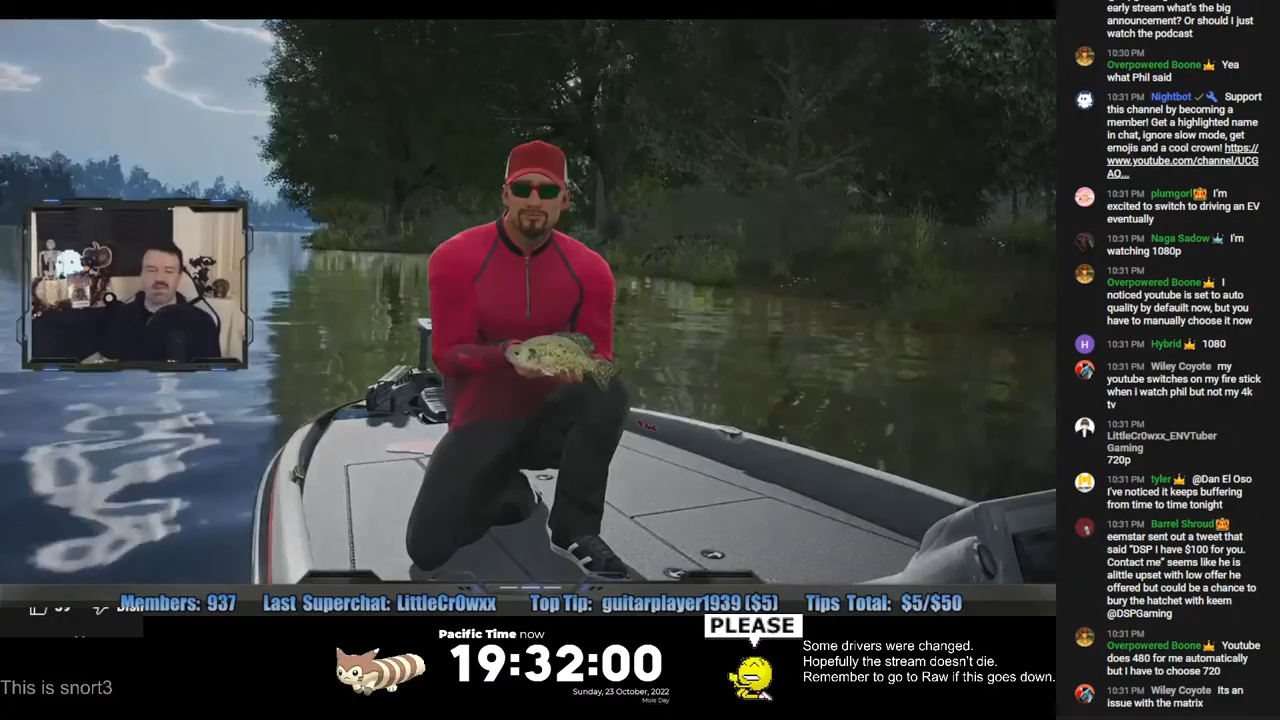 early stream what's the big
announcement? Or should I just
watch the podcast
10:30 PM
Overpowered Boone Yea
what Phil said
10:31 PM Nightbot Support
this channel by becoming a
member! Get a highlighted name
in chat, ignore slow mode, get
emojis and a cool crown! https://
www.youtube.com/channel/UCG
AQ...
10:31 PM plumgorl I'm
excited to switch to driving an EV
eventually
10:31 PM Naga Sadow I'm
watching 1080p
10:31 PM
Overpowered Boone I
noticed youtube is set to auto
quality by defaullt now, but you
have to manually choose it now
H 10:31 PM Hybrid 1080
10:31 PM Wiley Coyote my
youtube switches on my fire stick
when i watch phil but not my 4k
tv
10:31 PM
LittleCr0wxx_ENVTuber
Gaming
720p
10:31 PM tyler @Dan El Oso
I've noticed it keeps buffering
from time to time tonight
10:31 PM Barrel Shroud
eemstar sent out a tweet that
said "DSP I have $100 for you.
Contact me" seems like he is
alittle upset with low offer he
offered but could be a chance to
bury the hatchet with keem
@DSPGaming
10:31 PM
Overpowered Boone Youtube
does 480 for me automatically
but I have to choose 720
10:31 PM Wiley Coyote Its an
issue with the matrix
Members: 937 Last Superchat: LittleCr0wxx Top Tip: guitarplayer1939 ($5) Tips Total: $5/$50
PLEASE
Pacific Time now
19:32:00
Sunday, 23 October, 2022
Mole Day
Some drivers were changed.
Hopefully the stream doesn't die.
Remember to go to Raw if this goes down.
This is snort3